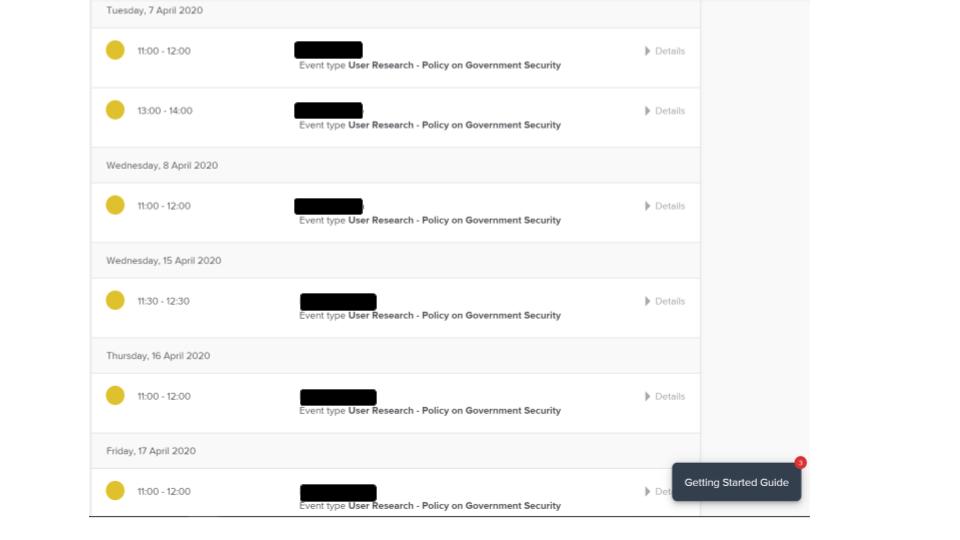 Tuesday, 7 April 2020
11:00 - 12:00
Details
Event type User Research - Policy on Government Security
13:00 - 14:00
Details
Event type User Research - Policy on Government Security
Wednesday, 8 April 2020
11:00 - 12:00
Details
Event type User Research - Policy on Government Security
Wednesday, 15 April 2020
11:30 - 12:30
Details
Event type User Research - Policy on Government Security
Thursday, 16 April 2020
11:00 - 12:00
Details
Event type User Research - Policy on Government Security
Friday, 17 April 2020
3
Getting Started Guide
11:00 - 12:00
Event type User Research - Policy on Government Security